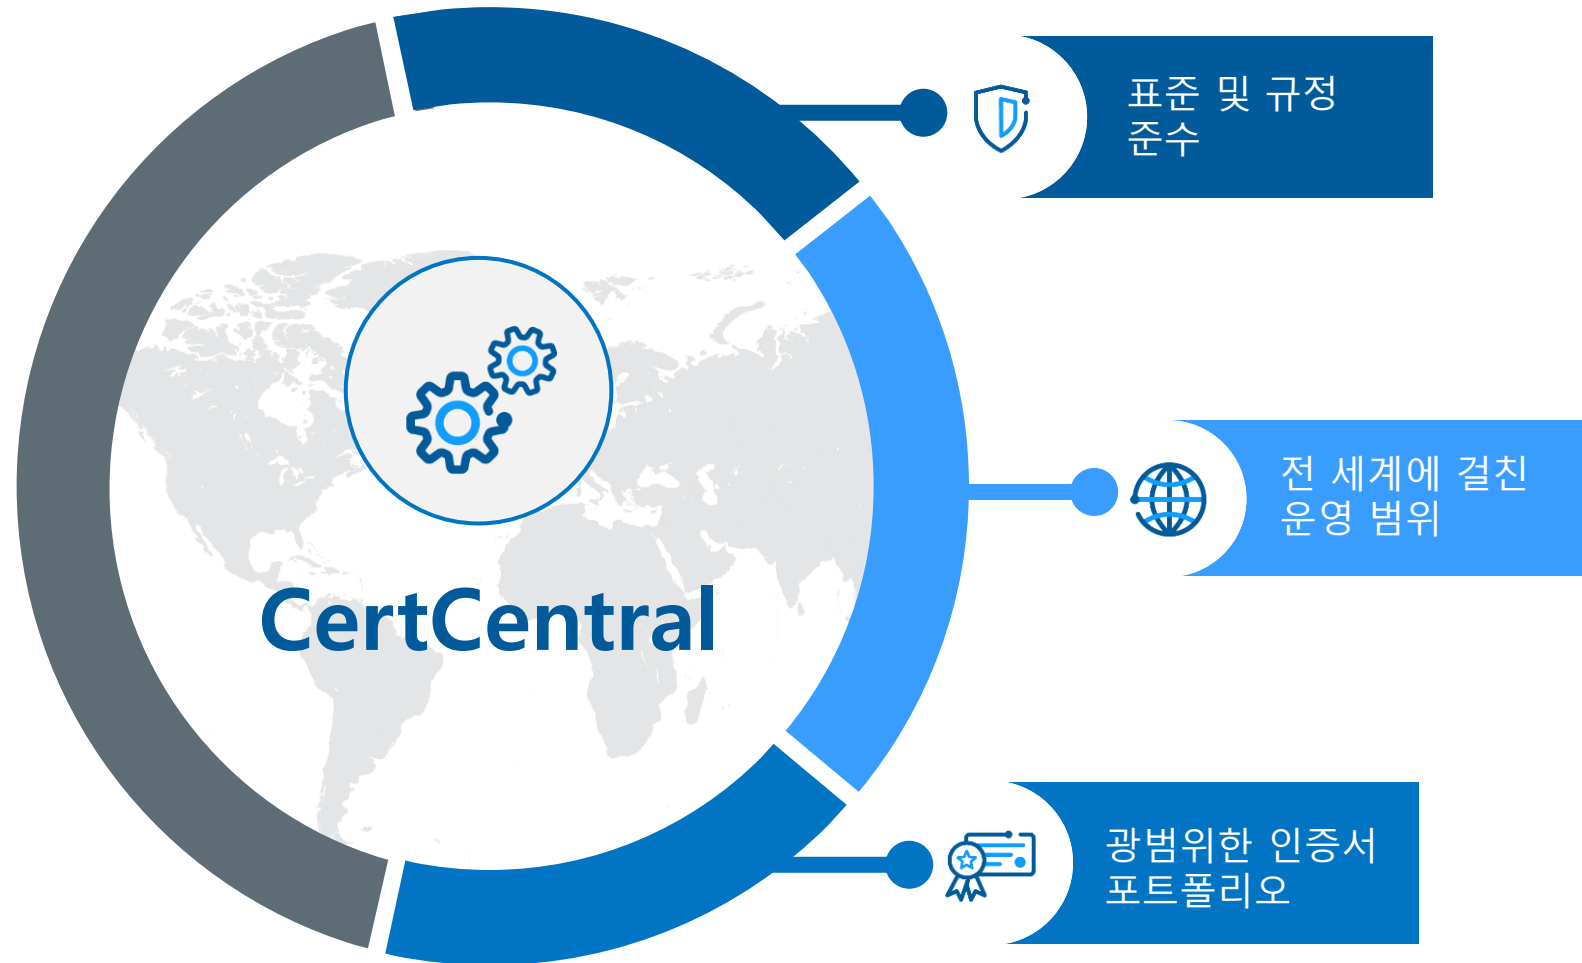 표준 및 규정
준수
전 세계에 걸친
운영 범위
CertCentral
광범위한 인증서
포트폴리오